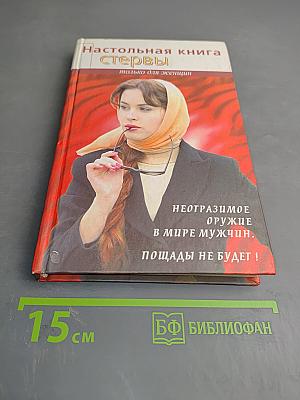 Настольная книга
стервы
только для женщин
НЕОТРАЗИМОЕ
ОРУЖИЕ
В МИРЕ МУЖЧИН.
ПОЩАДЫ НЕ БУДЕТ!
15 см
БФ БИБЛИОФАН